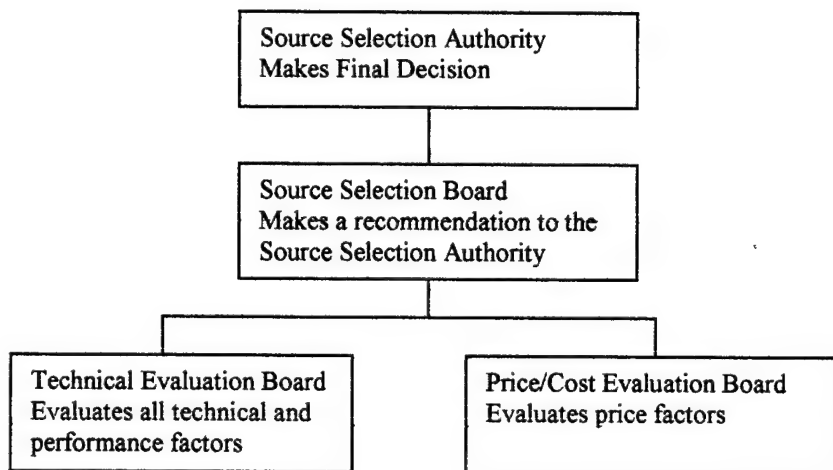 Source Selection Authority
Makes Final Decision
Source Selection Board
Makes a recommendation to the
Source Selection Authority
Technical Evaluation Board
Evaluates all technical and
performance factors
Price/Cost Evaluation Board
Evaluates price factors